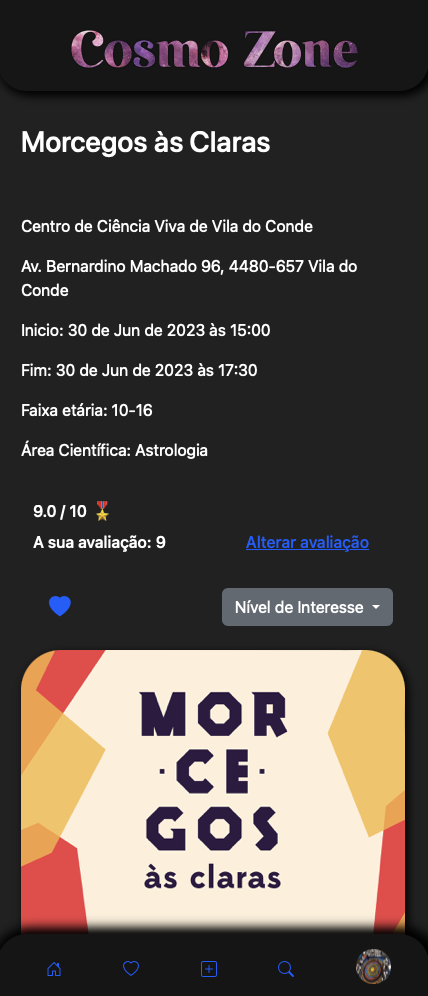 Cosmo Zone
Morcegos às Claras
Centro de Ciência Viva de Vila do Conde
Av. Bernardino Machado 96, 4480-657 Vila do
Conde
Inicio: 30 de Jun de 2023 às 15:00
Fim: 30 de Jun de 2023 às 17:30
Faixa etária: 10-16
Área Científica: Astrologia
9.0 / 10 🎖
A sua avaliação: 9 Alterar avaliação
Nível de Interesse
MOR
·CE·
GOS
às claras